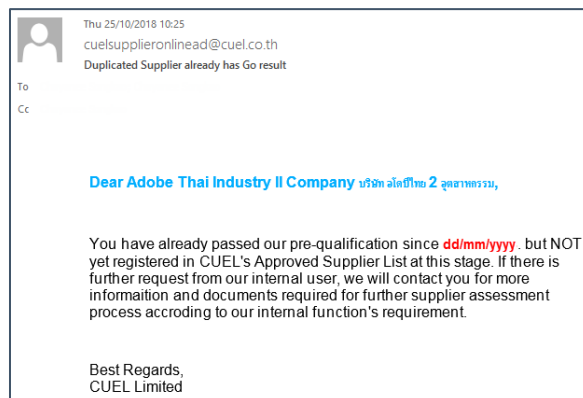 Thu 25/10/2018 10:25
cuelsupplieronlinead@cuel.co.th
Duplicated Supplier already has Go result
To
Cc
Dear Adobe Thai Industry II Company บริษัท อโดบีไทย 2 อุตสาหกรรม,
You have already passed our pre-qualification since dd/mm/yyyy. but NOT
yet registered in CUEL's Approved Supplier List at this stage. If there is
further request from our internal user, we will contact you for more
informaition and documents required for further supplier assessment
process accroding to our internal function's requirement.
Best Regards,
CUEL Limited